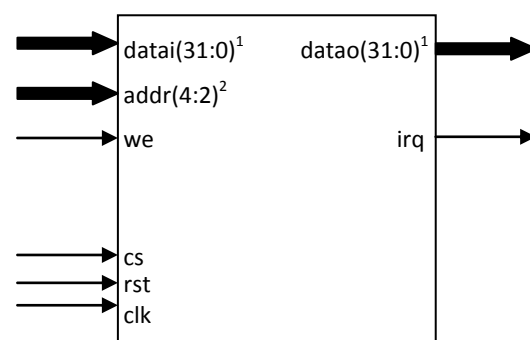 datai(31:0)¹ datao(31:0)¹
addr(4:2)²
we irq
cs
rst
clk